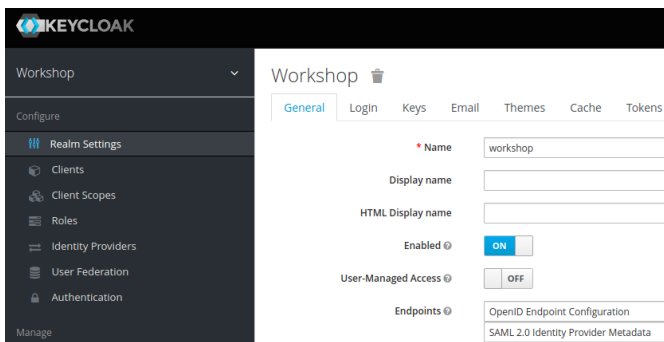 KEYCLOAK
Workshop
Configure
Realm Settings
Clients
Client Scopes
Roles
Identity Providers
User Federation
Authentication
Manage
Workshop
General Login Keys Email Themes Cache Tokens
* Name workshop
Display name
HTML Display name
Enabled ON
User-Managed Access OFF
Endpoints OpenID Endpoint Configuration
SAML 2.0 Identity Provider Metadata